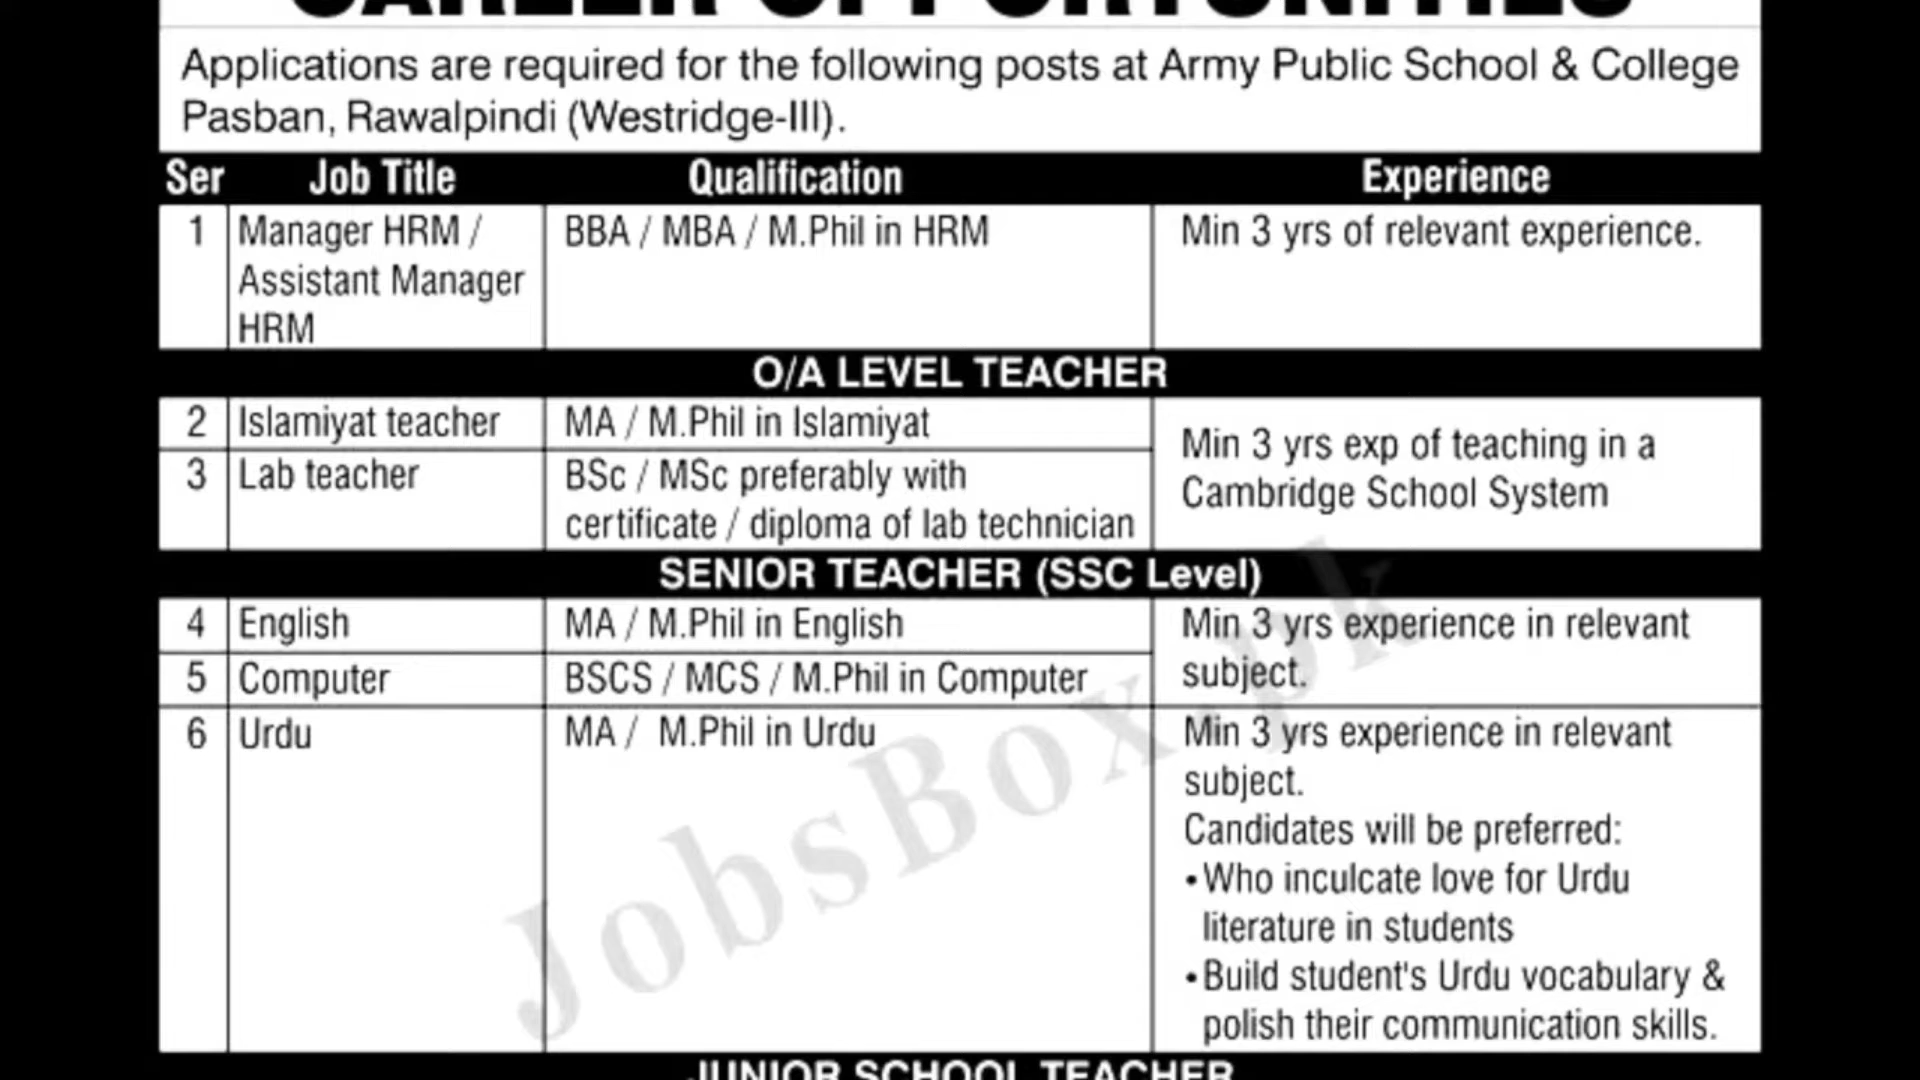 CAREER OPPORTUNITIES
Applications are required for the following posts at Army Public School & College
Pasban, Rawalpindi (Westridge-III).
Ser Job Title Qualification Experience
1 Manager HRM / BBA / MBA / M.Phil in HRM Min 3 yrs of relevant experience.
Assistant Manager
HRM
O/A LEVEL TEACHER
2 Islamiyat teacher MA / M.Phil in Islamiyat
Min 3 yrs exp of teaching in a
Cambridge School System
3 Lab teacher BSc / MSc preferably with
certificate / diploma of lab technician
SENIOR TEACHER (SSC Level)
4 English MA / M.Phil in English Min 3 yrs experience in relevant
subject.
5 Computer BSCS / MCS / M.Phil in Computer
6 Urdu MA / M.Phil in Urdu Min 3 yrs experience in relevant
subject.
Candidates will be preferred:
•Who inculcate love for Urdu
literature in students
•Build student's Urdu vocabulary &
polish their communication skills.
JobsBox.pk
JUNIOR SCHOOL TEACHER